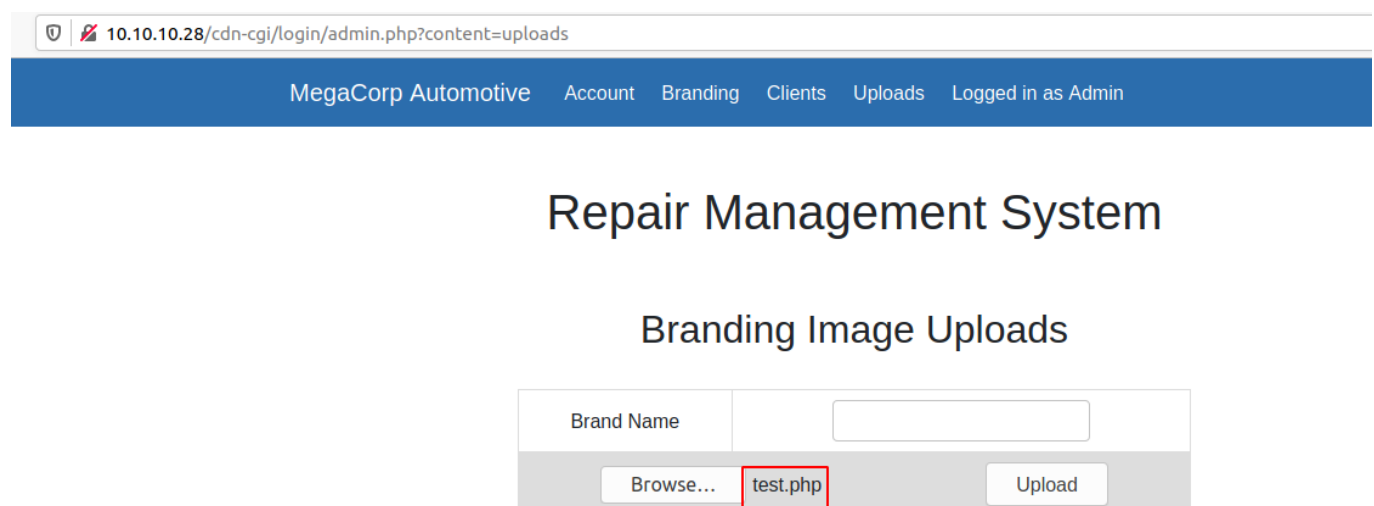 10.10.10.28/cdn-cgi/login/admin.php?content=uploads
MegaCorp Automotive Account Branding Clients Uploads Logged in as Admin
Repair Management System
Branding Image Uploads
Brand Name
Browse... test.php Upload